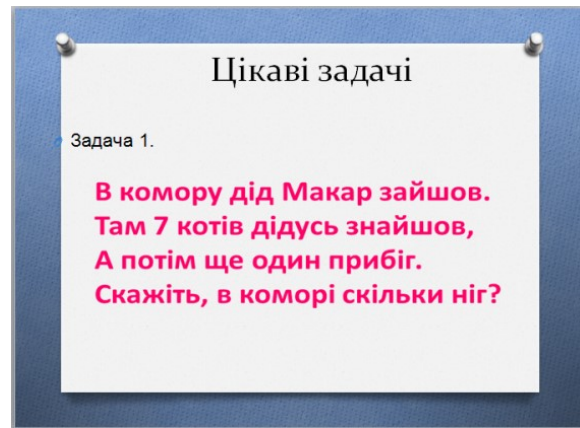 Цікаві задачі
Задача 1.
В комору дід Макар зайшов.
Там 7 котів дідусь знайшов,
А потім ще один прибіг.
Скажіть, в коморі скільки ніг?